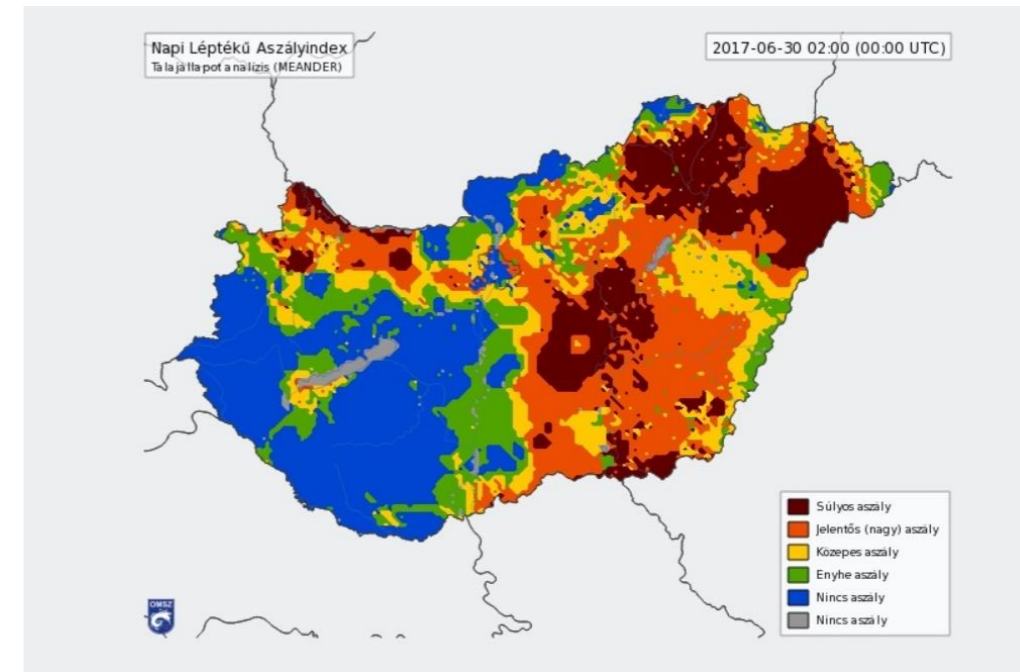 Napi Léptékű Aszályindex
Talajállapot analízis (MEANDER)
2017-06-30 02:00 (00:00 UTC)
Súlyos aszály
Jelentős (nagy) aszály
Közepes aszály
Enyhe aszály
Nincs aszály
Nincs aszály
OMSZ